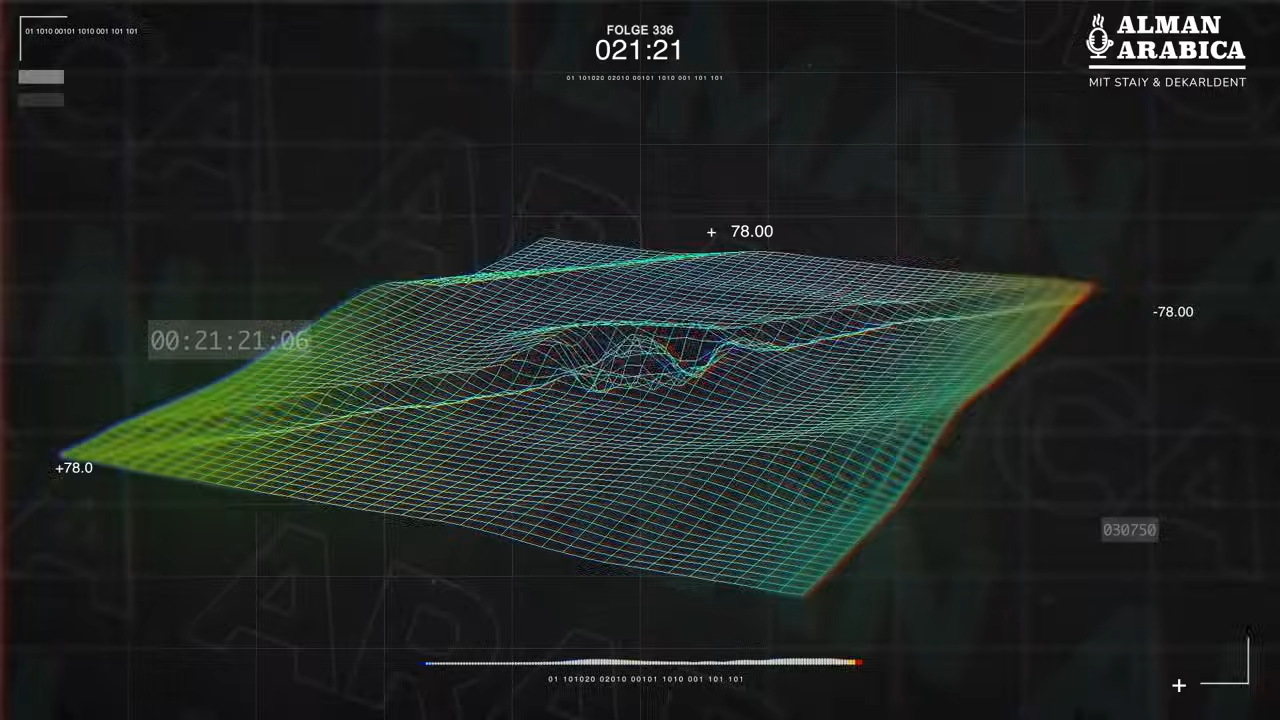 01 1010 00101 1010 001 101 101
FOLGE 336
021:21
01 101020 02010 00101 1010 001 101 101
ALMAN
ARABICA
MIT STAIY & DEKARLDENT
+ 78.00
-78.00
00:21:21:06
+78.0
030750
01 101020 02010 00101 1010 001 101 101
+